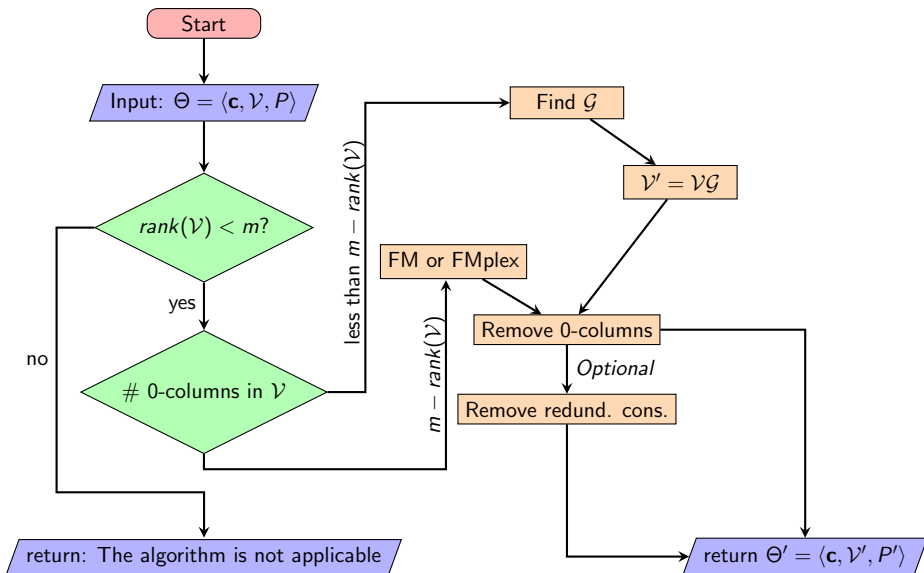 Start
Input: Θ = ⟨𝐜, 𝒱, P⟩
rank(𝒱) < m?
yes
no
# 0-columns in 𝒱
less than m − rank(𝒱)
m − rank(𝒱)
Find 𝒢
𝒱′ = 𝒱𝒢
FM or FMplex
Remove 0-columns
Optional
Remove redund. cons.
return: The algorithm is not applicable
return Θ′ = ⟨𝐜, 𝒱′, P′⟩